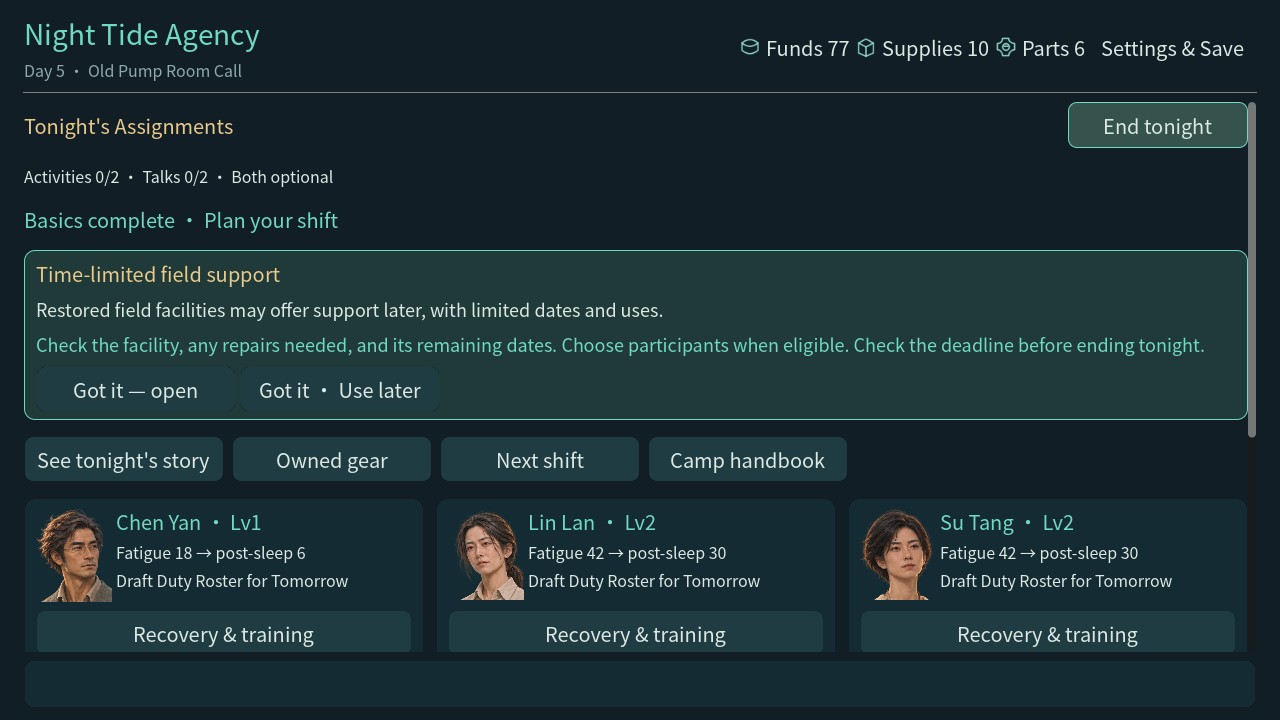 Night Tide Agency
Day 5 • Old Pump Room Call
Funds 77 Supplies 10 Parts 6 Settings & Save
Tonight's Assignments
End tonight
Activities 0/2 • Talks 0/2 • Both optional
Basics complete • Plan your shift
Time-limited field support
Restored field facilities may offer support later, with limited dates and uses.
Check the facility, any repairs needed, and its remaining dates. Choose participants when eligible. Check the deadline before ending tonight.
Got it — open
Got it • Use later
See tonight's story
Owned gear
Next shift
Camp handbook
Chen Yan • Lv1
Fatigue 18 → post-sleep 6
Draft Duty Roster for Tomorrow
Recovery & training
Lin Lan • Lv2
Fatigue 42 → post-sleep 30
Draft Duty Roster for Tomorrow
Recovery & training
Su Tang • Lv2
Fatigue 42 → post-sleep 30
Draft Duty Roster for Tomorrow
Recovery & training